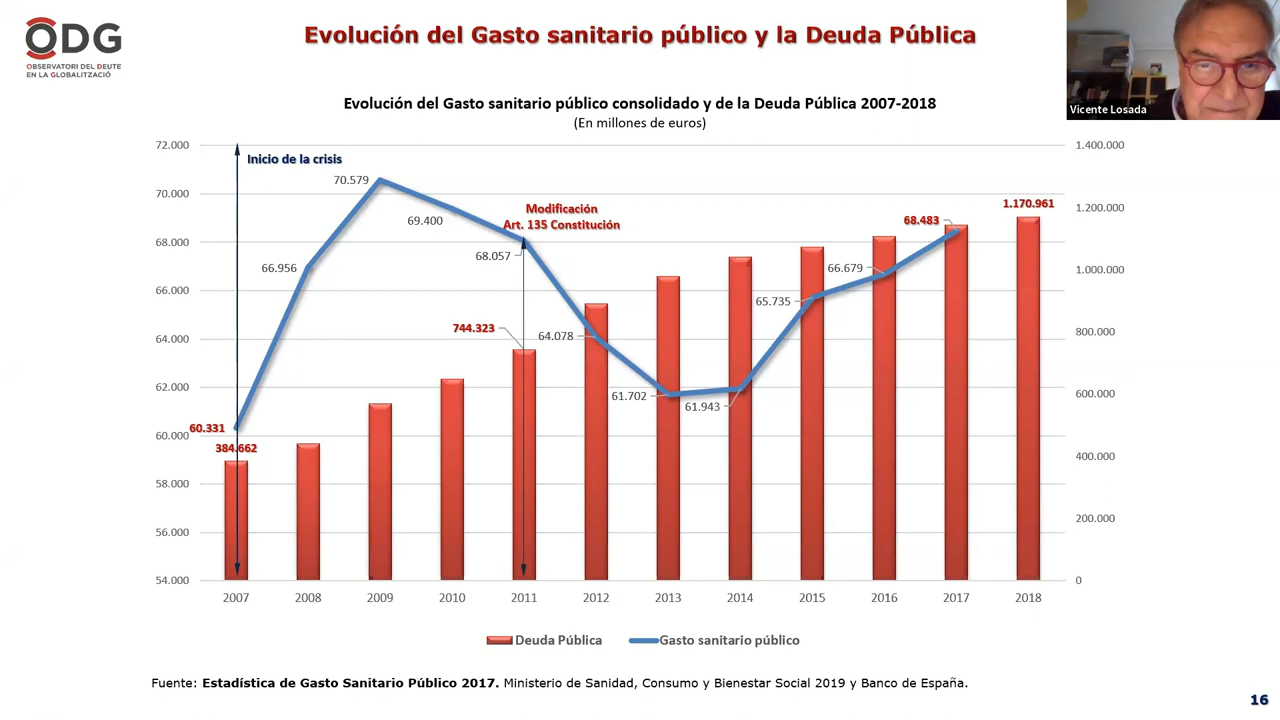 ODG
OBSERVATORI DEL DEUTE
EN LA GLOBALITZACIÓ
Evolución del Gasto sanitario público y la Deuda Pública
Vicente Losada
Evolución del Gasto sanitario público consolidado y de la Deuda Pública 2007-2018
(En millones de euros)
72.000
70.000
68.000
66.000
64.000
62.000
60.000
58.000
56.000
54.000
1.400.000
1.200.000
1.000.000
800.000
600.000
400.000
200.000
0
Inicio de la crisis
Modificación
Art. 135 Constitución
60.331
66.956
70.579
69.400
68.057
64.078
61.702
61.943
65.735
66.679
68.483
384.662
744.323
1.170.961
2007 2008 2009 2010 2011 2012 2013 2014 2015 2016 2017 2018
Deuda Pública Gasto sanitario público
Fuente: Estadística de Gasto Sanitario Público 2017. Ministerio de Sanidad, Consumo y Bienestar Social 2019 y Banco de España.
16